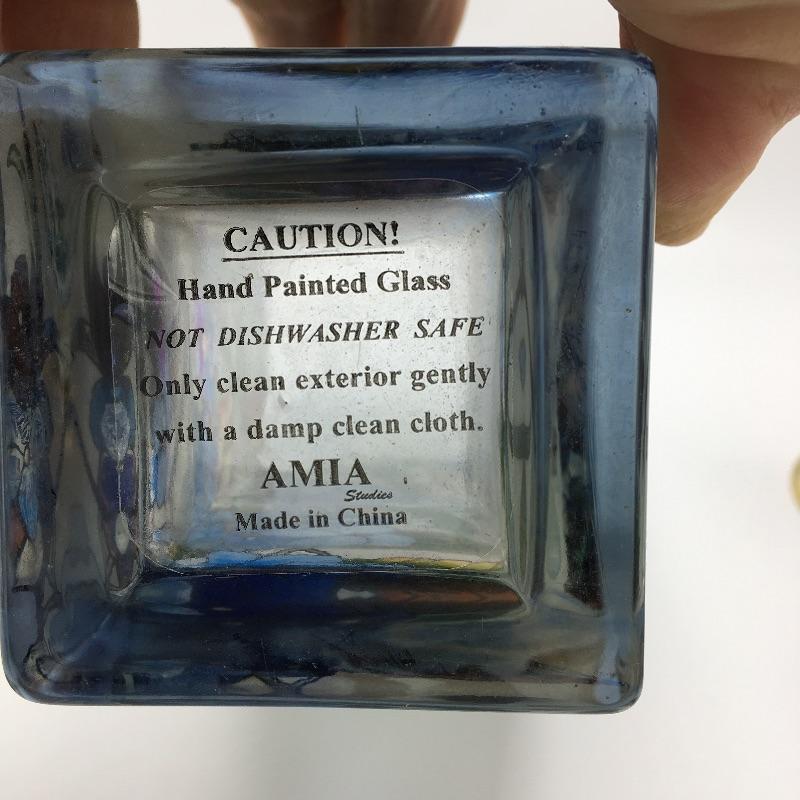 CAUTION!
Hand Painted Glass
NOT DISHWASHER SAFE
Only clean exterior gently
with a damp clean cloth.
AMIA
Studios
Made in China